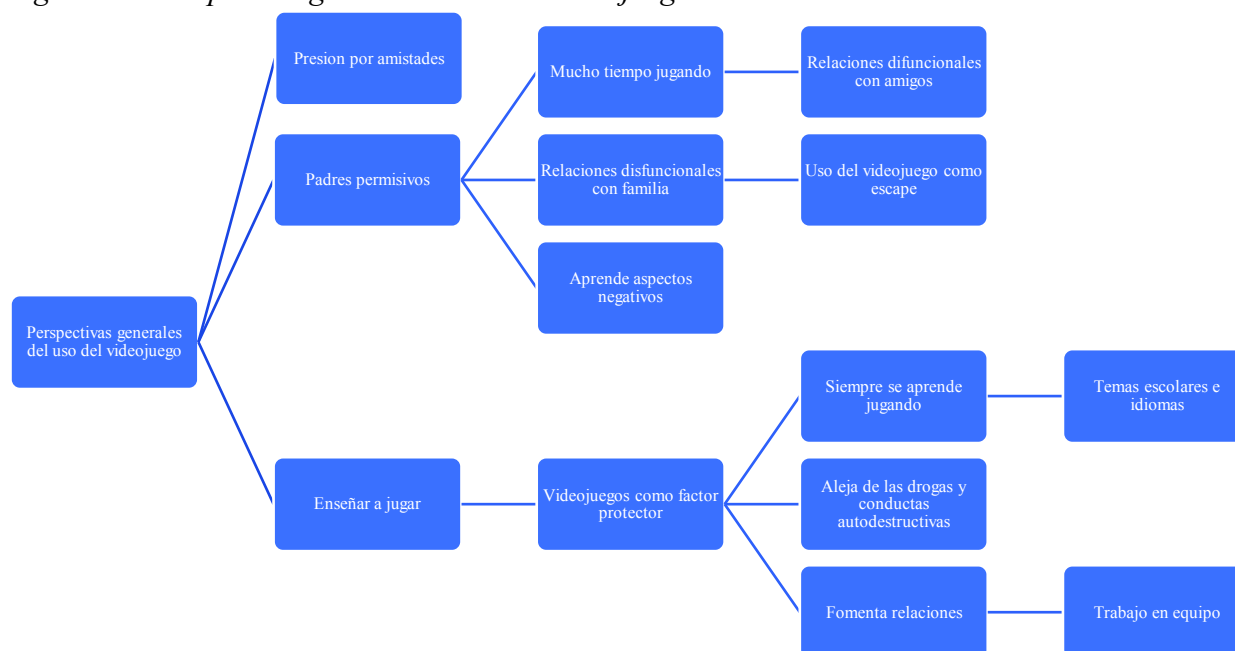 Presion por amistades
Mucho tiempo jugando
Relaciones difuncionales
con amigos
Padres permisivos
Relaciones disfuncionales
con familia
Uso del videojuego como
escape
Aprende aspectos
negativos
Perspectivas generales
del uso del videojuego
Siempre se aprende
jugando
Temas escolares e
idiomas
Enseñar a jugar
Videojuegos como factor
protector
Aleja de las drogas y
conductas
autodestructivas
Fomenta relaciones
Trabajo en equipo